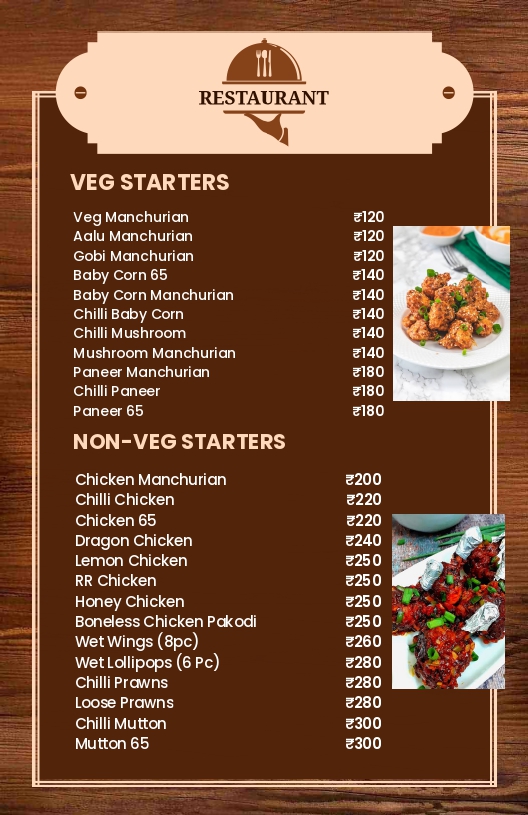 RESTAURANT
VEG STARTERS
Veg Manchurian ₹120
Aalu Manchurian ₹120
Gobi Manchurian ₹120
Baby Corn 65 ₹140
Baby Corn Manchurian ₹140
Chilli Baby Corn ₹140
Chilli Mushroom ₹140
Mushroom Manchurian ₹140
Paneer Manchurian ₹180
Chilli Paneer ₹180
Paneer 65 ₹180
NON-VEG STARTERS
Chicken Manchurian ₹200
Chilli Chicken ₹220
Chicken 65 ₹220
Dragon Chicken ₹240
Lemon Chicken ₹250
RR Chicken ₹250
Honey Chicken ₹250
Boneless Chicken Pakodi ₹250
Wet Wings (8pc) ₹260
Wet Lollipops (6 Pc) ₹280
Chilli Prawns ₹280
Loose Prawns ₹280
Chilli Mutton ₹300
Mutton 65 ₹300